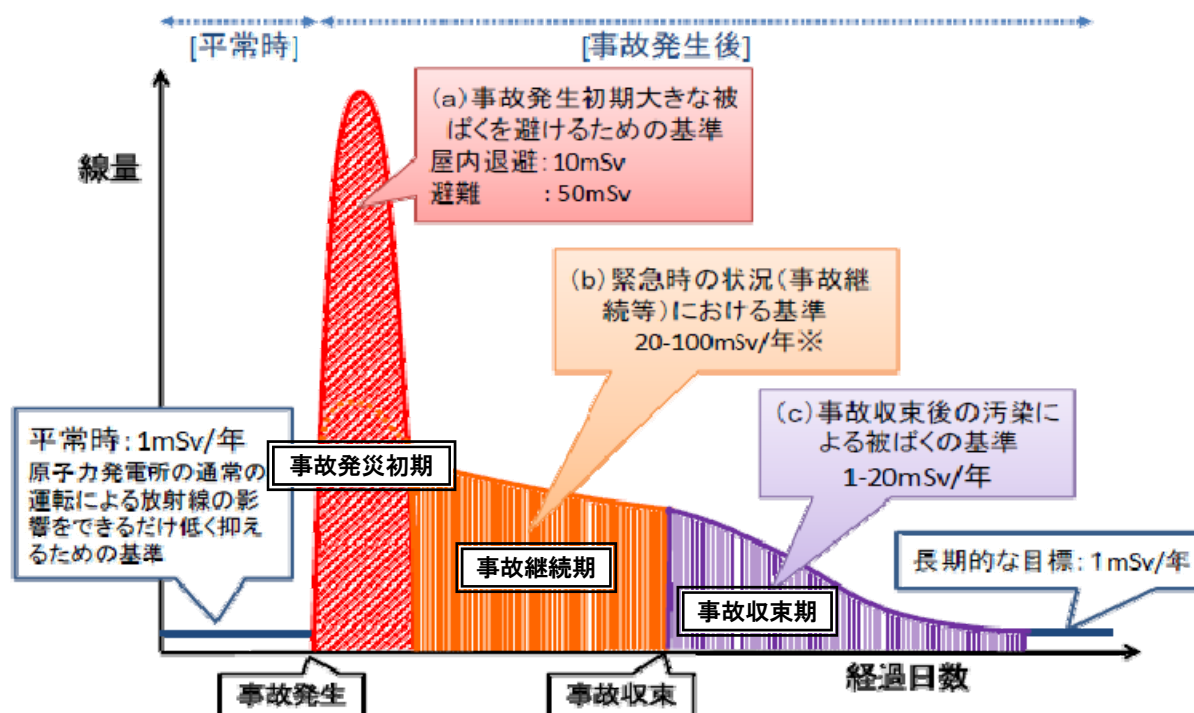 [平常時]
[事故発生後]
線量
(a)事故発生初期大きな被
ばくを避けるための基準
屋内退避:10mSv
避難 :50mSv
(b)緊急時の状況(事故継
続等)における基準
20-100mSv/年※
(c)事故収束後の汚染に
よる被ばくの基準
1-20mSv/年
平常時:1mSv/年
原子力発電所の通常の
運転による放射線の影
響をできるだけ低く抑え
るための基準
事故発災初期
事故継続期
事故収束期
長期的な目標:1mSv/年
事故発生
事故収束
経過日数